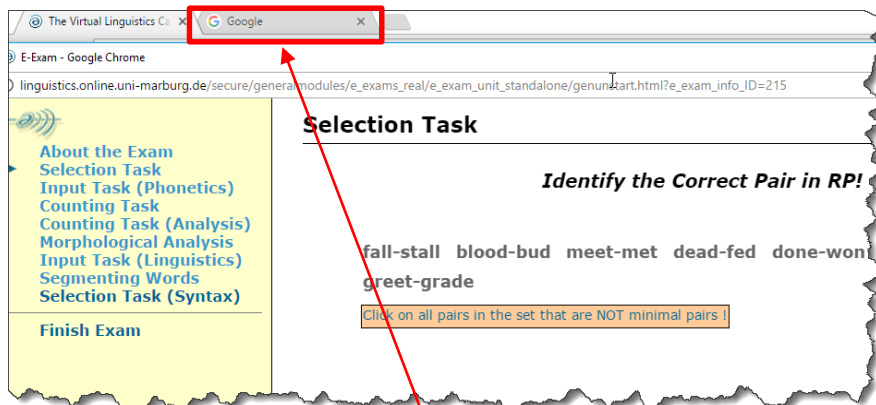 The Virtual Linguistics Ca
Google
E-Exam - Google Chrome
linguistics.online.uni-marburg.de/secure/generalmodules/e_exams_real/e_exam_unit_standalone/genunstart.html?e_exam_info_ID=215
Selection Task
About the Exam
Selection Task
Input Task (Phonetics)
Counting Task
Counting Task (Analysis)
Morphological Analysis
Input Task (Linguistics)
Segmenting Words
Selection Task (Syntax)
Finish Exam
Identify the Correct Pair in RP!
fall-stall blood-bud meet-met dead-fed done-won
greet-grade
Click on all pairs in the set that are NOT minimal pairs !